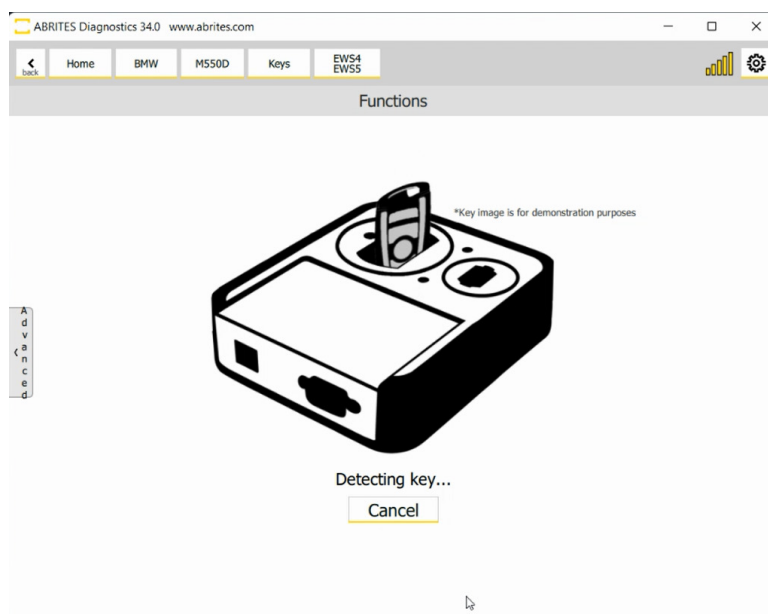 ABRITES Diagnostics 34.0 www.abrites.com
back
Home
BMW
M550D
Keys
EWS4
EWS5
Functions
*Key image is for demonstration purposes
Advanced
Detecting key...
Cancel